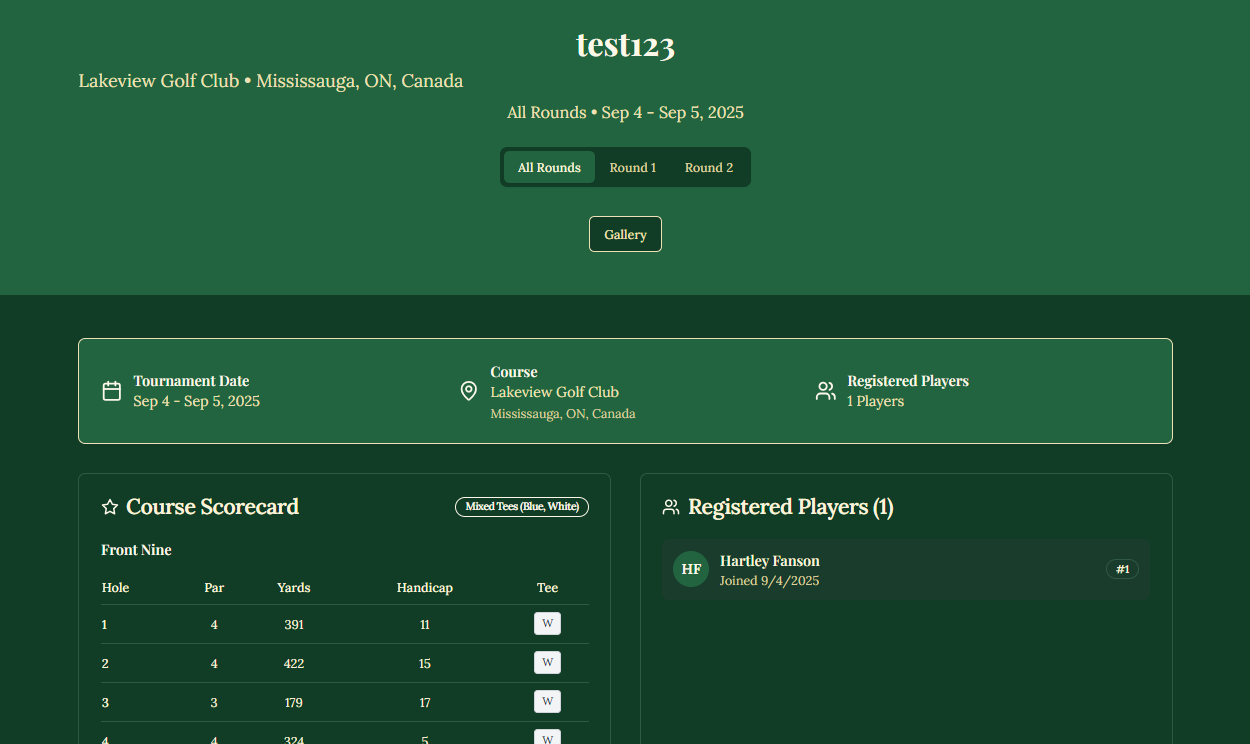 test123
Lakeview Golf Club • Mississauga, ON, Canada
All Rounds • Sep 4 - Sep 5, 2025
All Rounds Round 1 Round 2
Gallery
Tournament Date
Sep 4 - Sep 5, 2025
Course
Lakeview Golf Club
Mississauga, ON, Canada
Registered Players
1 Players
Course Scorecard
Mixed Tees (Blue, White)
Front Nine
Hole Par Yards Handicap Tee
1 4 391 11 W
2 4 422 15 W
3 3 179 17 W
4 4 324 5 W
Registered Players (1)
HF
Hartley Fanson
Joined 9/4/2025
#1